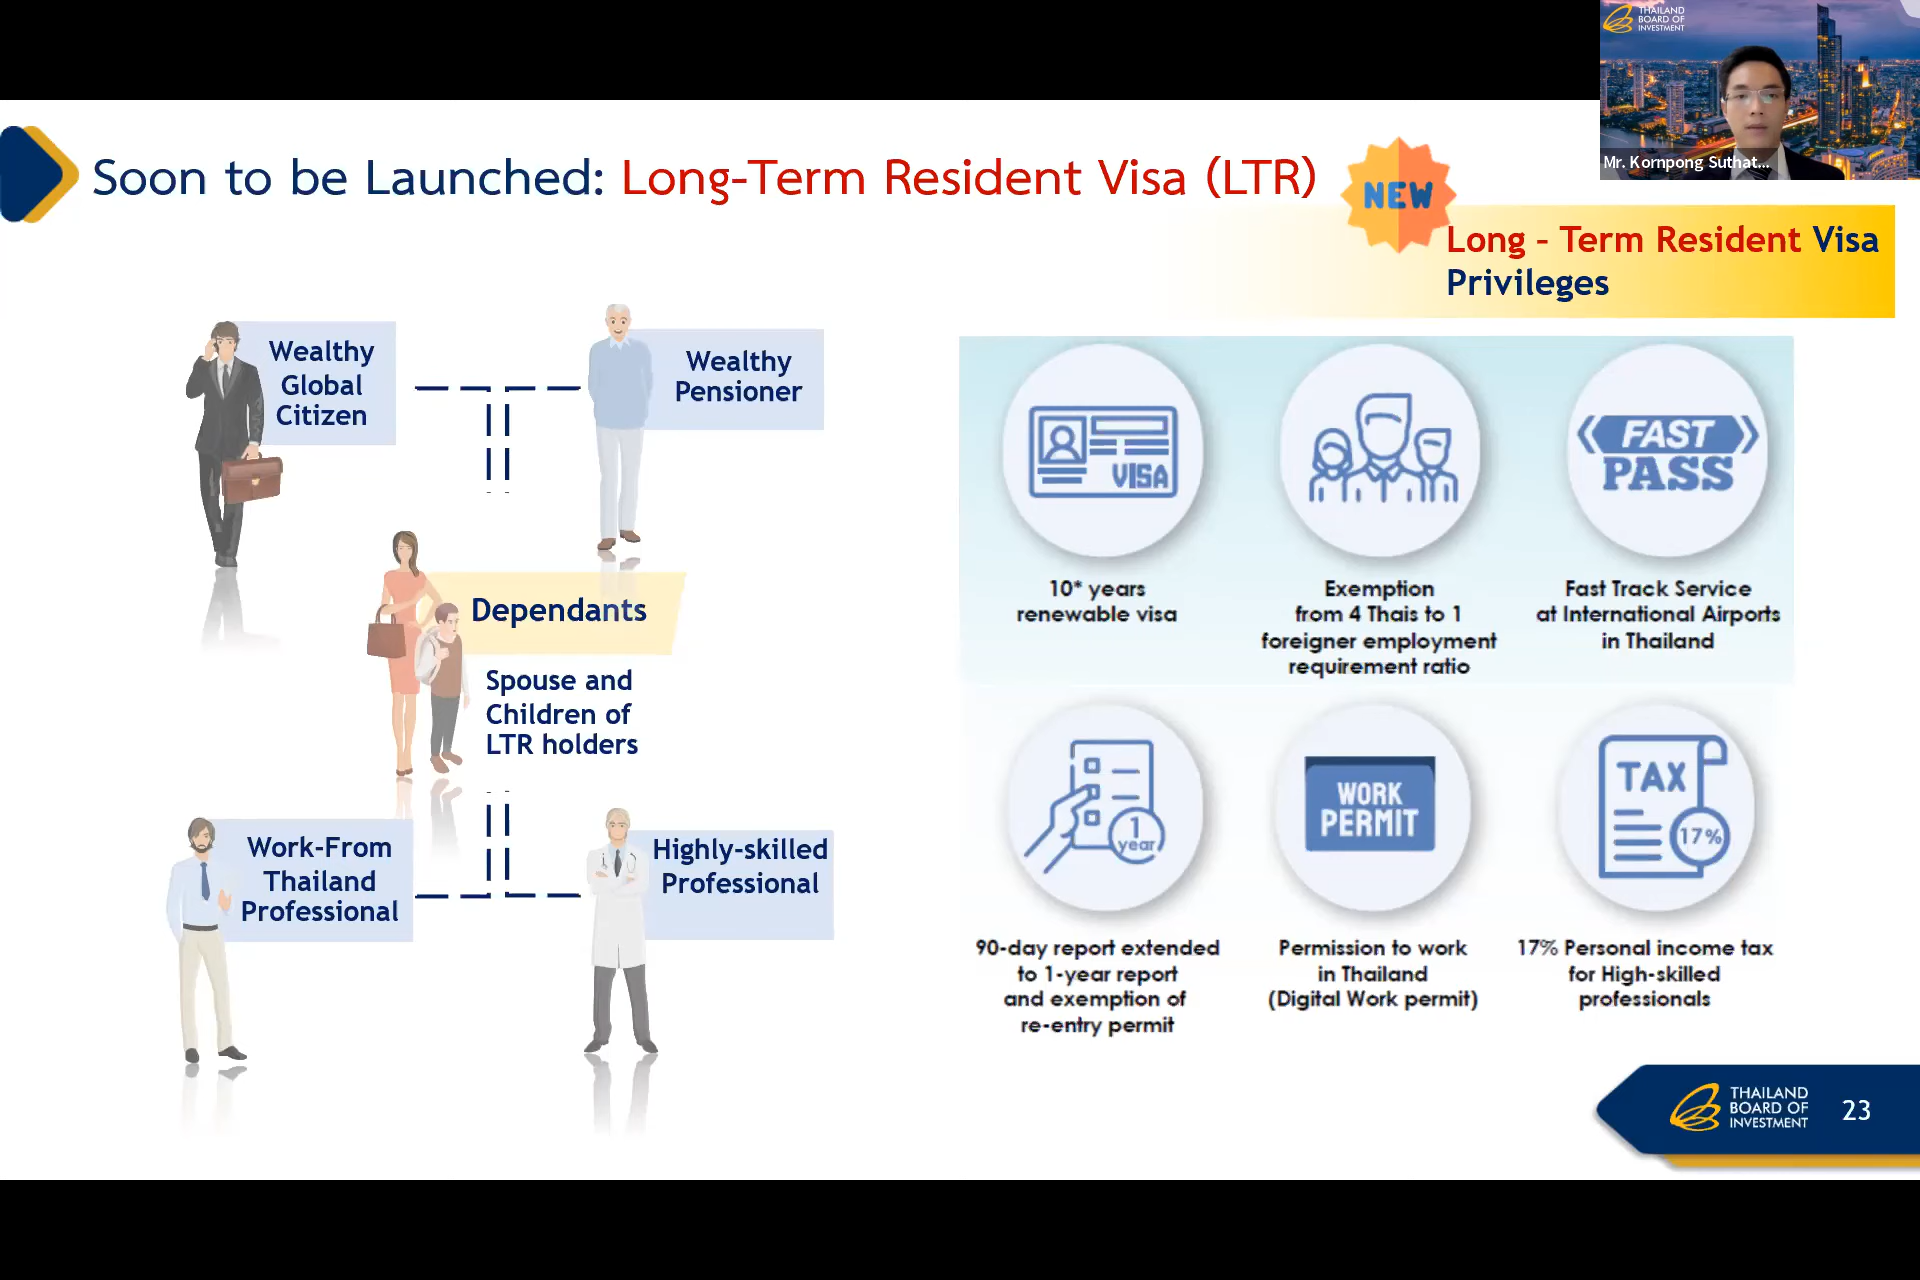 THAILAND
BOARD OF
INVESTMENT
Mr. Kornpong Suthat...
Soon to be Launched: Long-Term Resident Visa (LTR)
NEW
Long - Term Resident Visa
Privileges
Wealthy
Global
Citizen
Wealthy
Pensioner
Dependants
Spouse and
Children of
LTR holders
Work-From
Thailand
Professional
Highly-skilled
Professional
VISA
10* years
renewable visa
Exemption
from 4 Thais to 1
foreigner employment
requirement ratio
FAST
PASS
Fast Track Service
at International Airports
in Thailand
1
year
90-day report extended
to 1-year report
and exemption of
re-entry permit
WORK
PERMIT
Permission to work
in Thailand
(Digital Work permit)
TAX
17%
17% Personal income tax
for High-skilled
professionals
THAILAND
BOARD OF
INVESTMENT
23